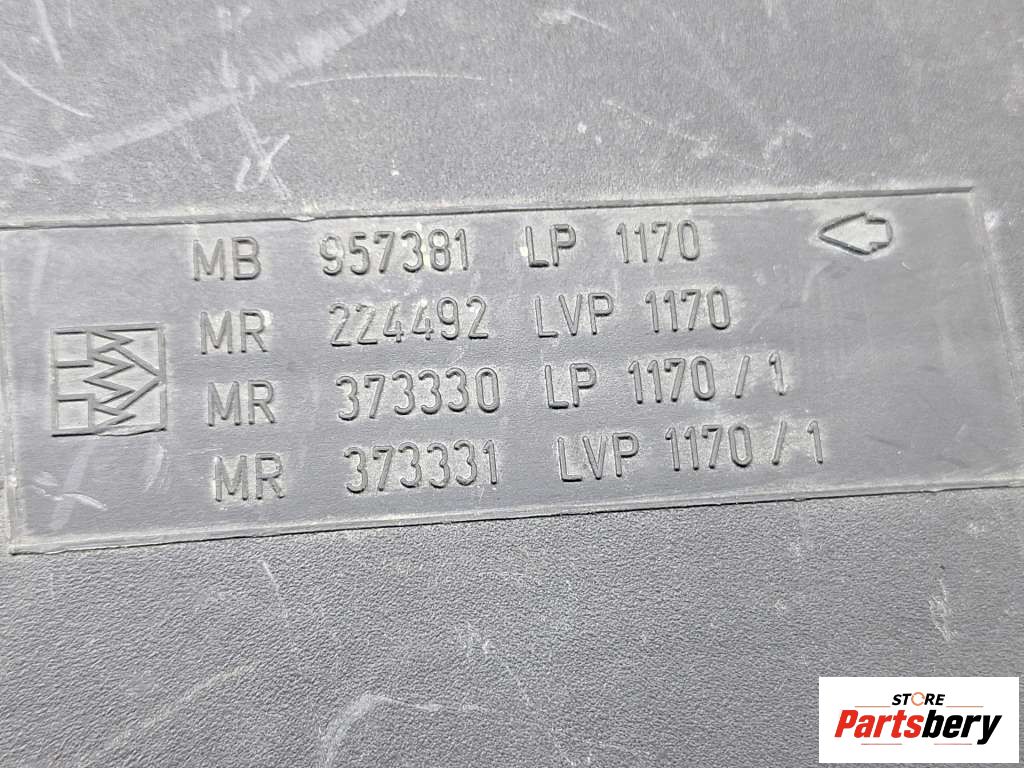 MB 957381 LP 1170
MR 224492 LVP 1170
MR 373330 LP 1170 / 1
MR 373331 LVP 1170 / 1
STORE
Partsbery